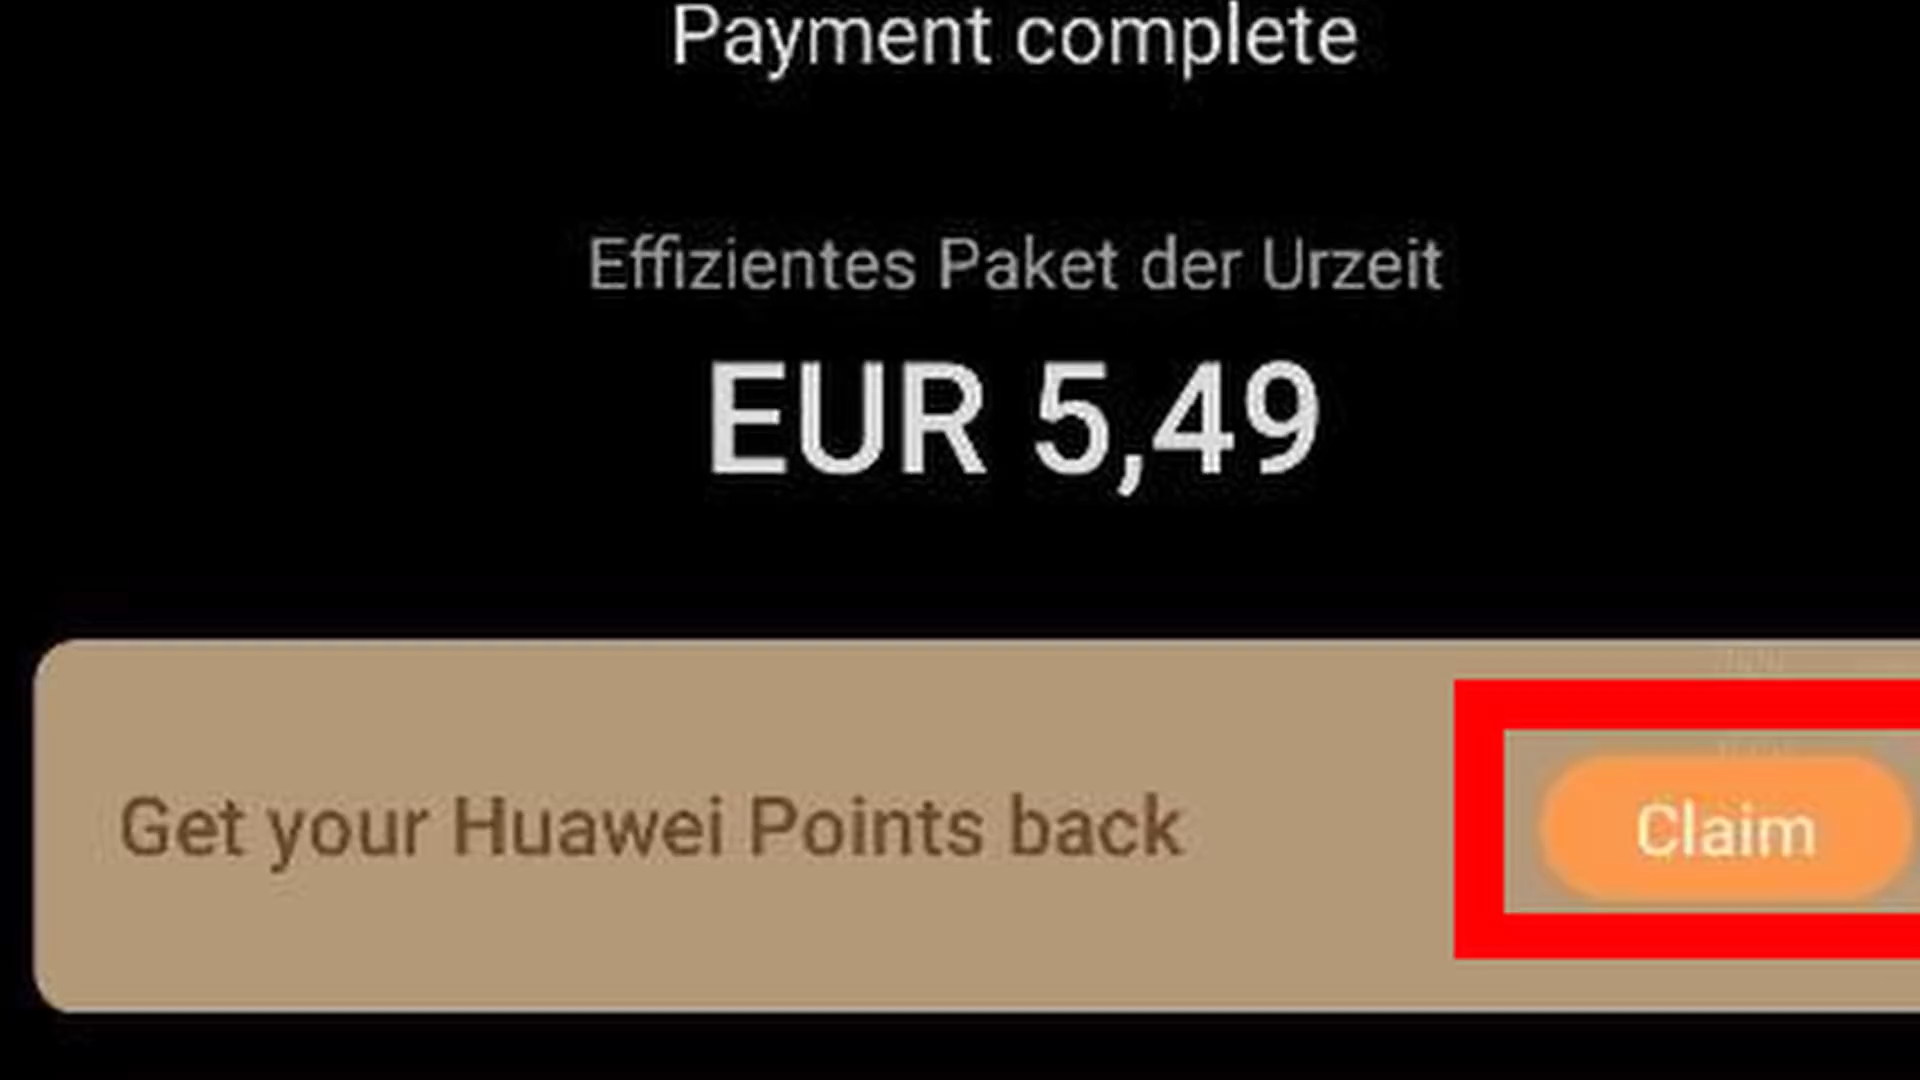 Payment complete
Effizientes Paket der Urzeit
EUR 5,49
Get your Huawei Points back
Claim